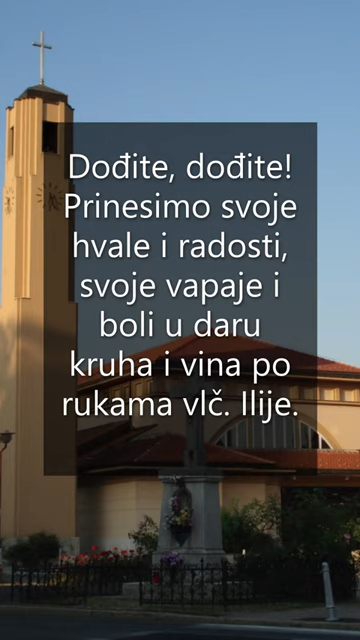 Dođite, dođite!
Prinesimo svoje
hvale i radosti,
svoje vapaje i
boli u daru
kruha i vina po
rukama vlč. Ilije.